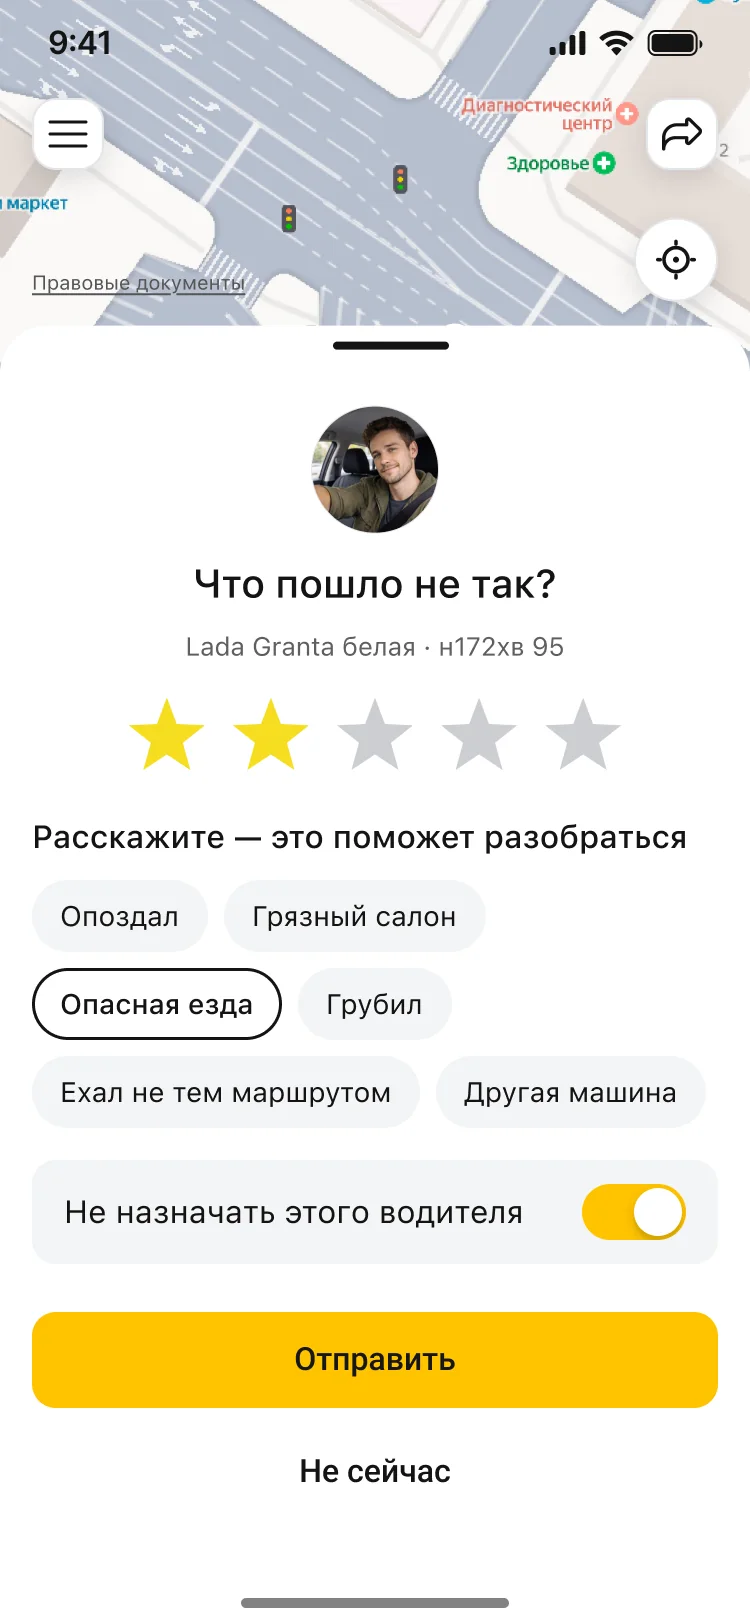 9:41
Диагностический
центр
2
Здоровье
маркет
Правовые документы
Что пошло не так?
Lada Granta белая · н172хв 95
Расскажите — это поможет разобраться
Опоздал
Грязный салон
Опасная езда
Грубил
Ехал не тем маршрутом
Другая машина
Не назначать этого водителя
Отправить
Не сейчас